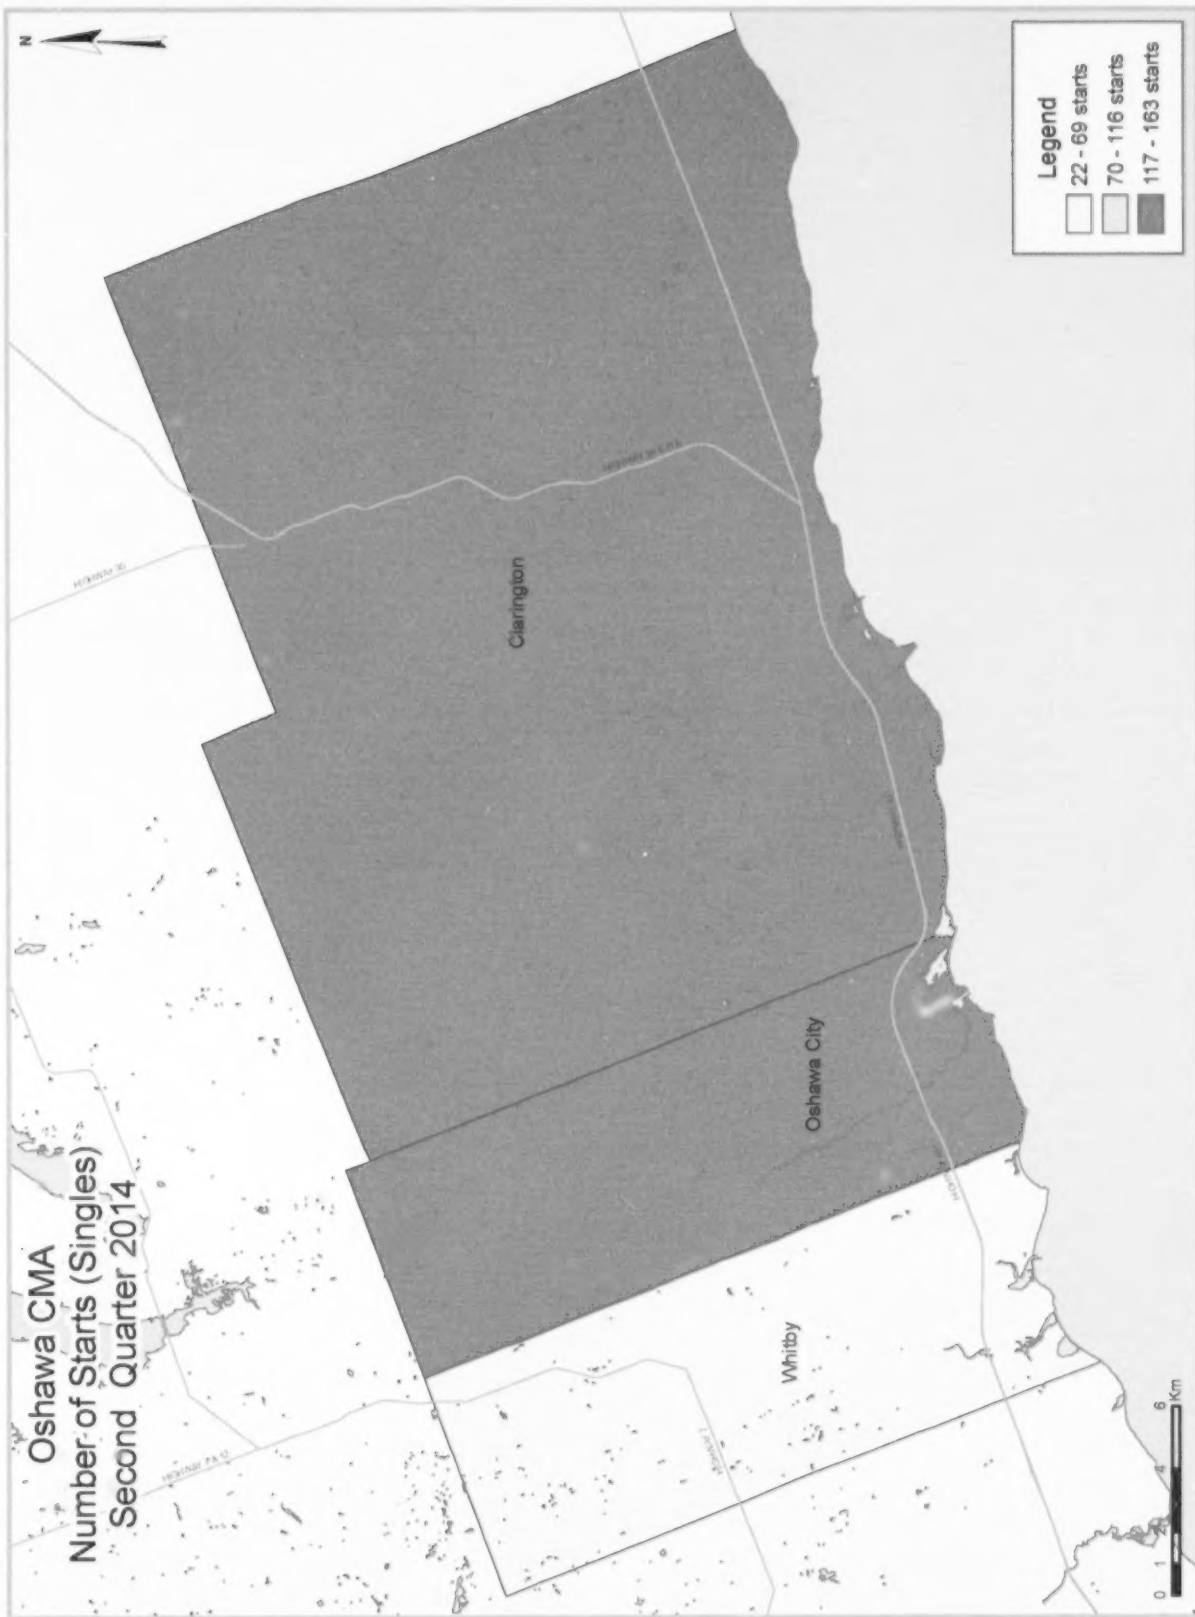 Oshawa CMA
Number of Starts (Singles)
Second Quarter 2014
N
Clarington
Oshawa City
Whitby
Legend
22 - 69 starts
70 - 116 starts
117 - 163 starts
0 1 2 4 6
Km